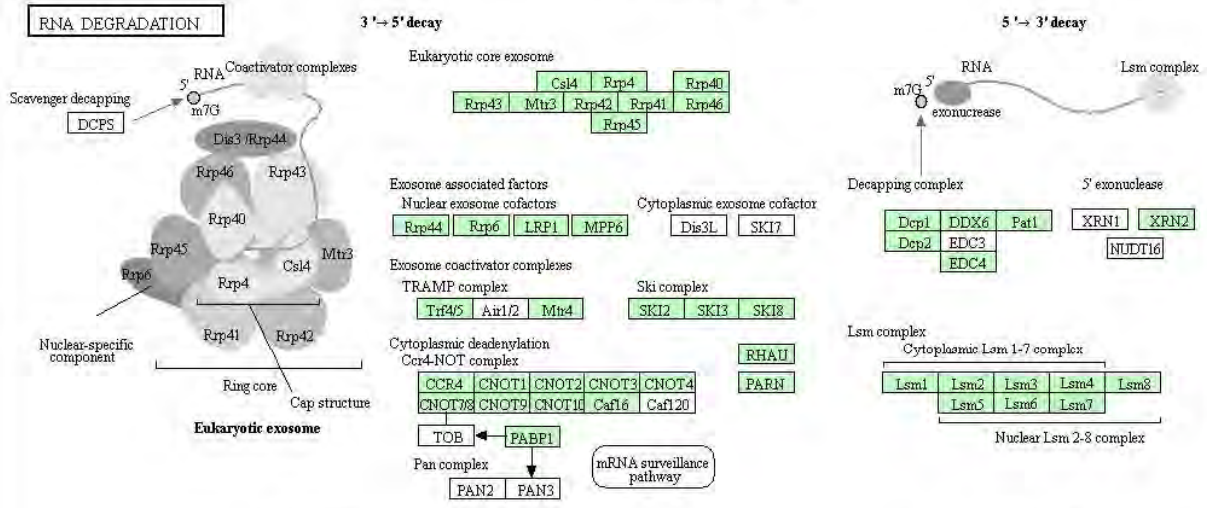 RNA DEGRADATION
3'→ 5' decay
5'→ 3' decay
5'
RNA
Coactivator complexes
m7G
Scavenger decapping
DCPS
Dis3 /Rrp44
Rrp46
Rrp43
Rrp40
Rrp45
Mtr3
Csl4
Rrp6
Rrp4
Rrp41
Rrp42
Nuclear-specific
component
Ring core
Cap structure
Eukaryotic exosome
Eukaryotic core exosome
Csl4 Rrp4 Rrp40
Rrp43 Mtr3 Rrp42 Rrp41 Rrp46
Rrp45
Exosome associated factors
Nuclear exosome cofactors
Rrp44 Rrp6 LRP1 MPP6
Cytoplasmic exosome cofactor
Dis3L SKI7
Exosome coactivator complexes
TRAMP complex
Trf4/5 Air1/2 Mtr4
Ski complex
SKI2 SKI3 SKI8
Cytoplasmic deadenylation
Ccr4-NOT complex
CCR4 CNOT1 CNOT2 CNOT3 CNOT4
CNOT7/8 CNOT9 CNOT10 Caf16 Caf120
RHAU
PARN
TOB PABP1
Pan complex
PAN2 PAN3
mRNA surveillance
pathway
5'
RNA
Lsm complex
m7G
exonucrease
Decapping complex
Dcp1 DDX6 Pat1
Dcp2 EDC3
EDC4
5' exonuclease
XRN1 XRN2
NUDT16
Lsm complex
Cytoplasmic Lsm 1-7 complex
Lsm1 Lsm2 Lsm3 Lsm4 Lsm8
Lsm5 Lsm6 Lsm7
Nuclear Lsm 2-8 complex